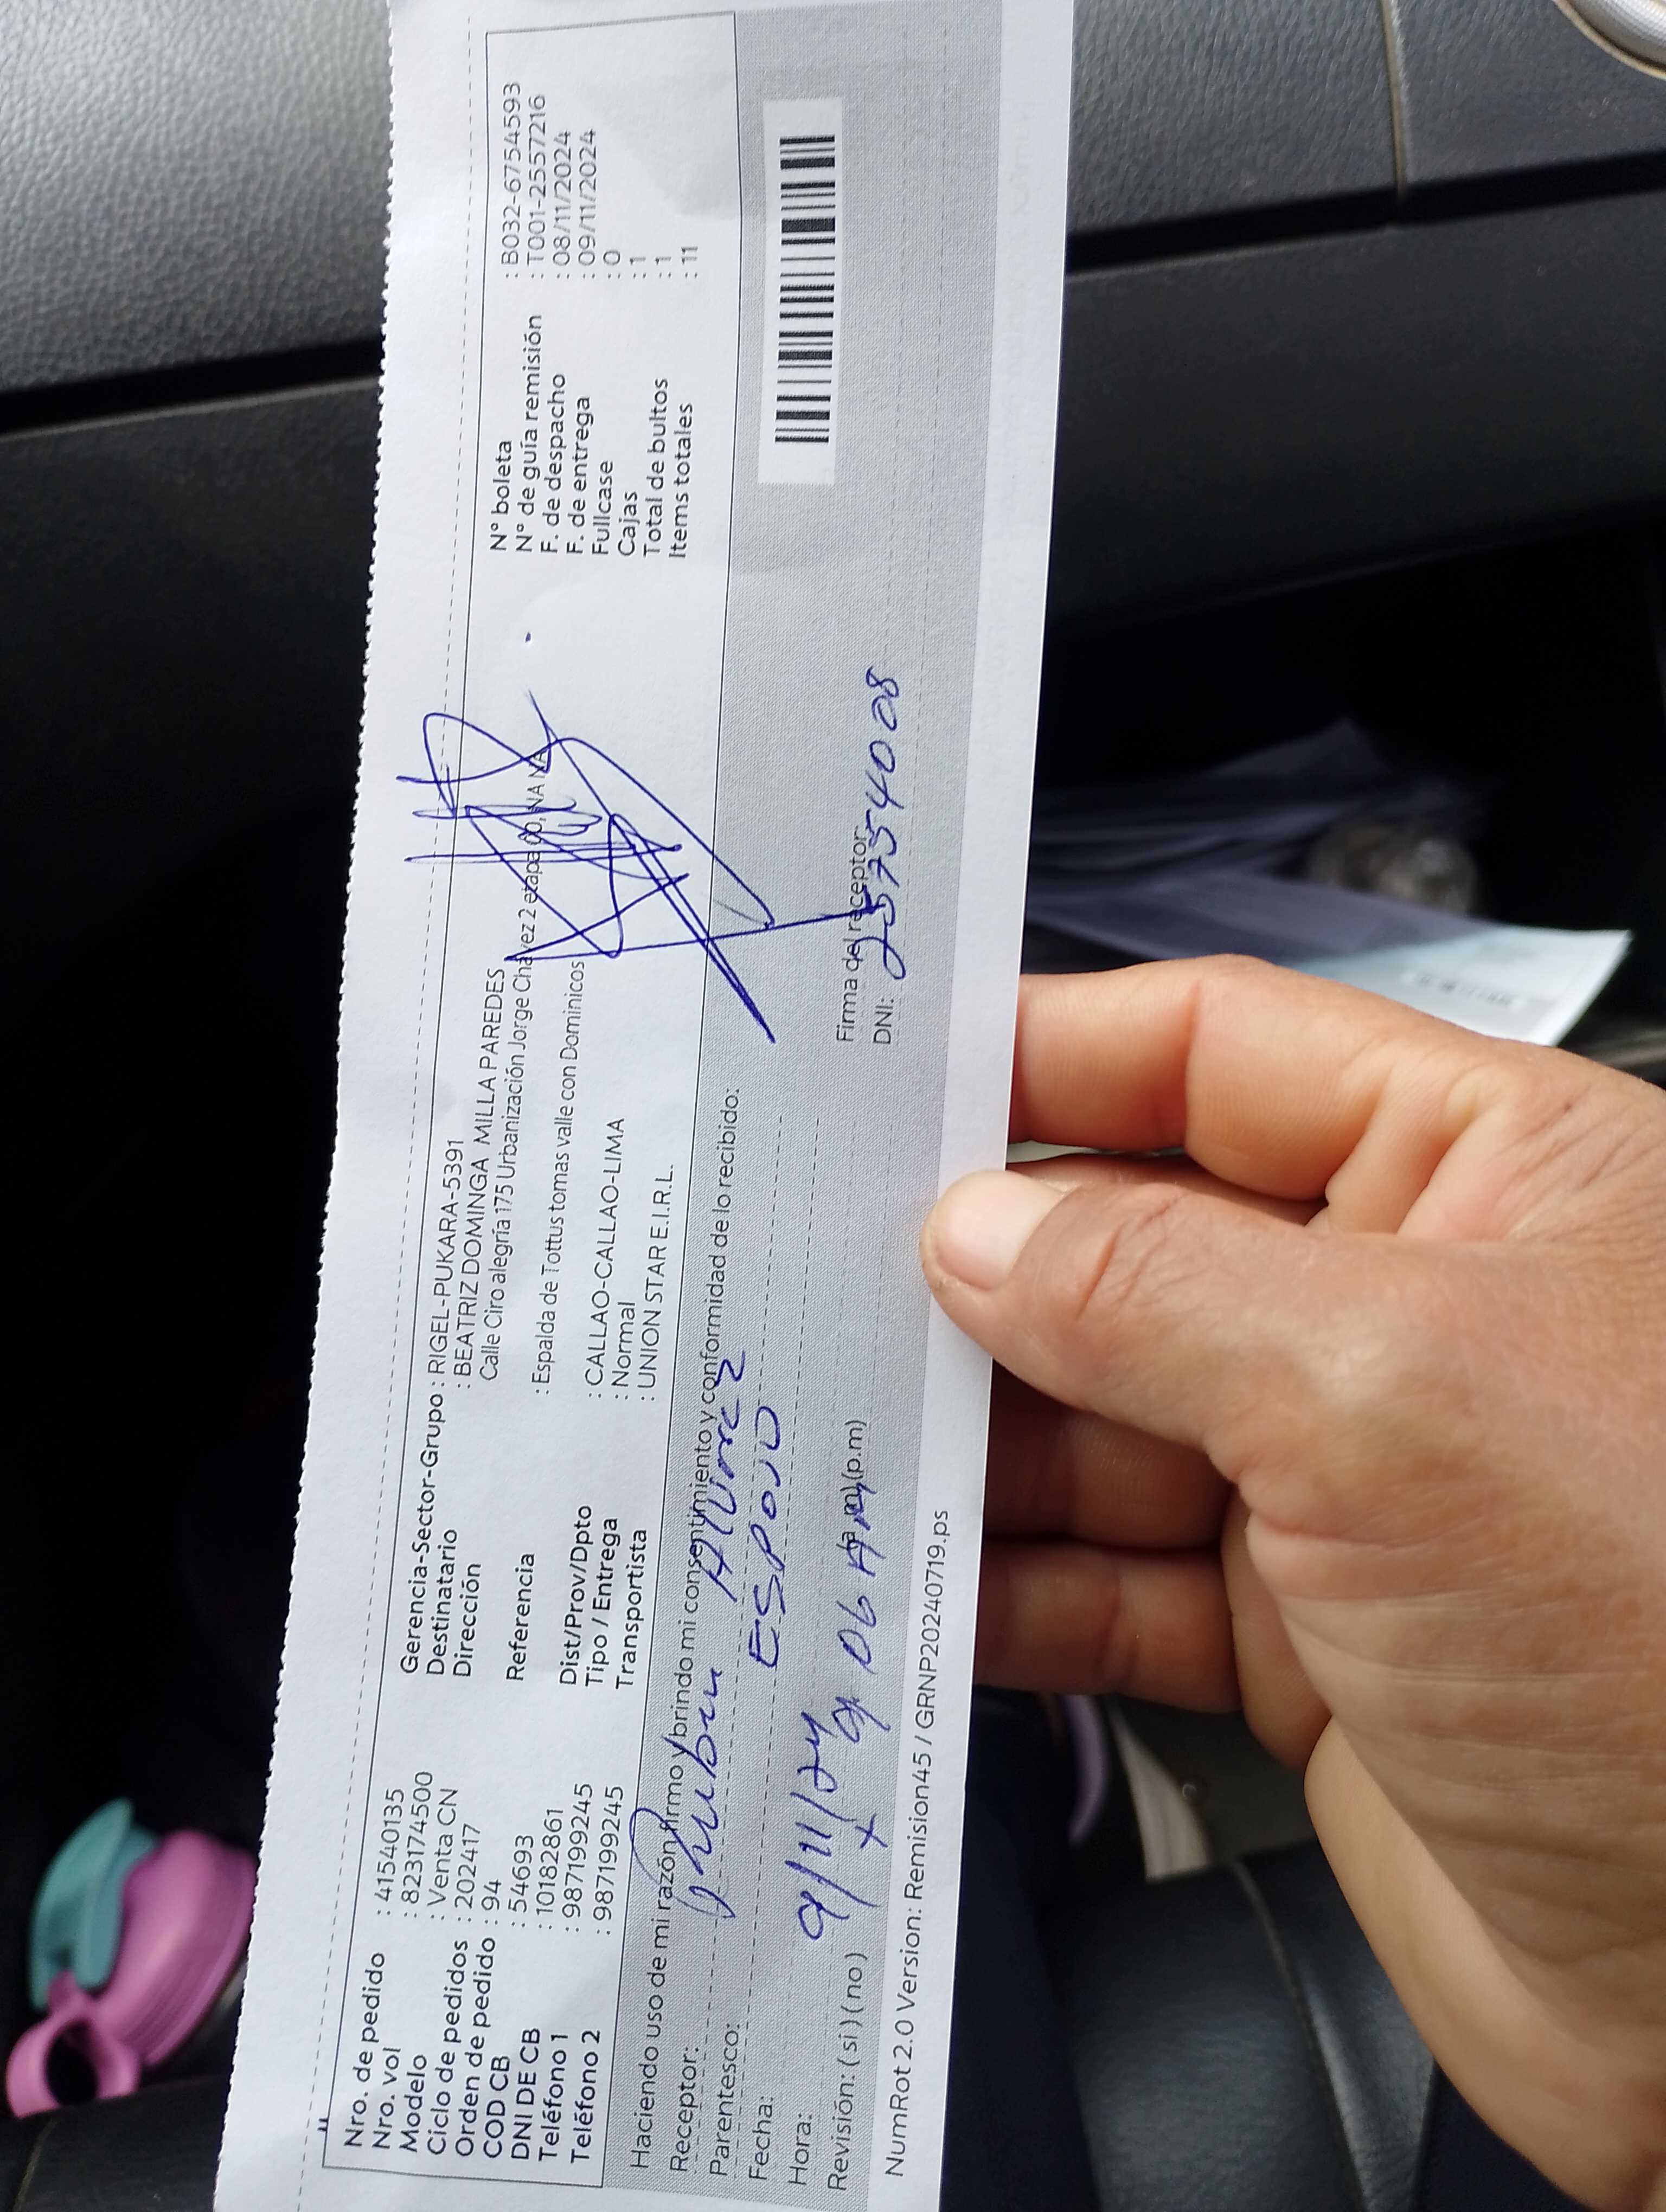 Nro. de pedido : 41540135
Nro. vol : 823174500
Modelo : Venta CN
Ciclo de pedidos : 202417
Orden de pedido : 94
COD CB : 54693
DNI DE CB : 10182861
Teléfono 1 : 987199245
Teléfono 2 : 987199245
Gerencia-Sector-Grupo : RIGEL-PUKARA-5391
Destinatario : BEATRIZ DOMINGA MILLA PAREDES
Dirección Calle Ciro alegría 175 Urbanización Jorge Chavez 2 etapa 00, NA NA
Referencia : Espalda de Tottus tomas valle con Dominicos
Dist/Prov/Dpto : CALLAO-CALLAO-LIMA
Tipo / Entrega : Normal
Transportista : UNION STAR E.I.R.L.
N° boleta : B032-6754593
N° de guía remisión : T001-2557216
F. de despacho : 08/11/2024
F. de entrega : 09/11/2024
Fullcase : 0
Cajas : 1
Total de bultos : 1
Items totales : 11
Haciendo uso de mi razón firmo y brindo mi consentimiento y conformidad de lo recibido:
Receptor:
Parentesco: ESPOSO
Fecha: 9/11/24
Hora: 06 (a.m) (p.m)
Revisión: ( si ) ( no )
Firma del receptor
DNI: 25754008
NumRot 2.0 Version: Remision45 / GRNP20240719.ps